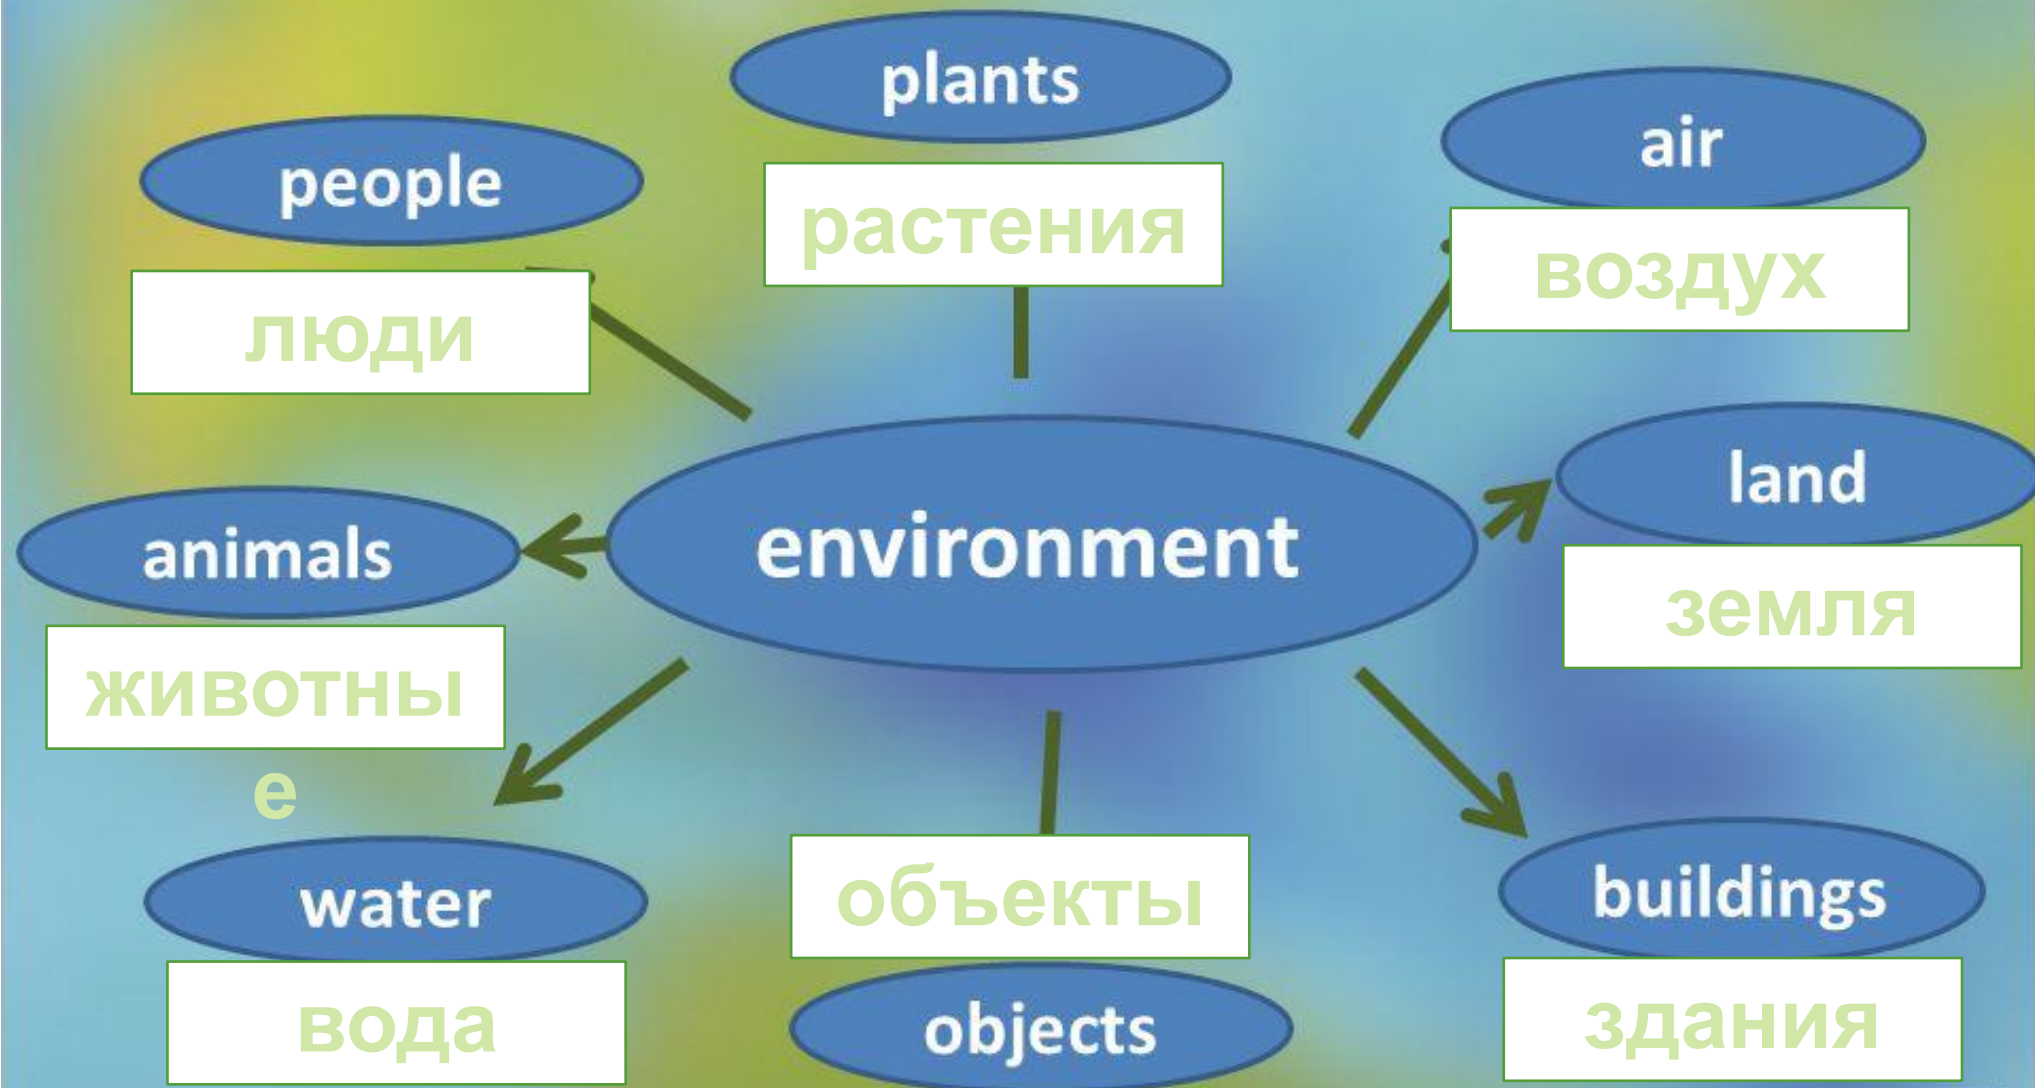 plants
растения
people
люди
air
воздух
land
земля
environment
animals
животны
е
water
вода
объекты
objects
buildings
здания